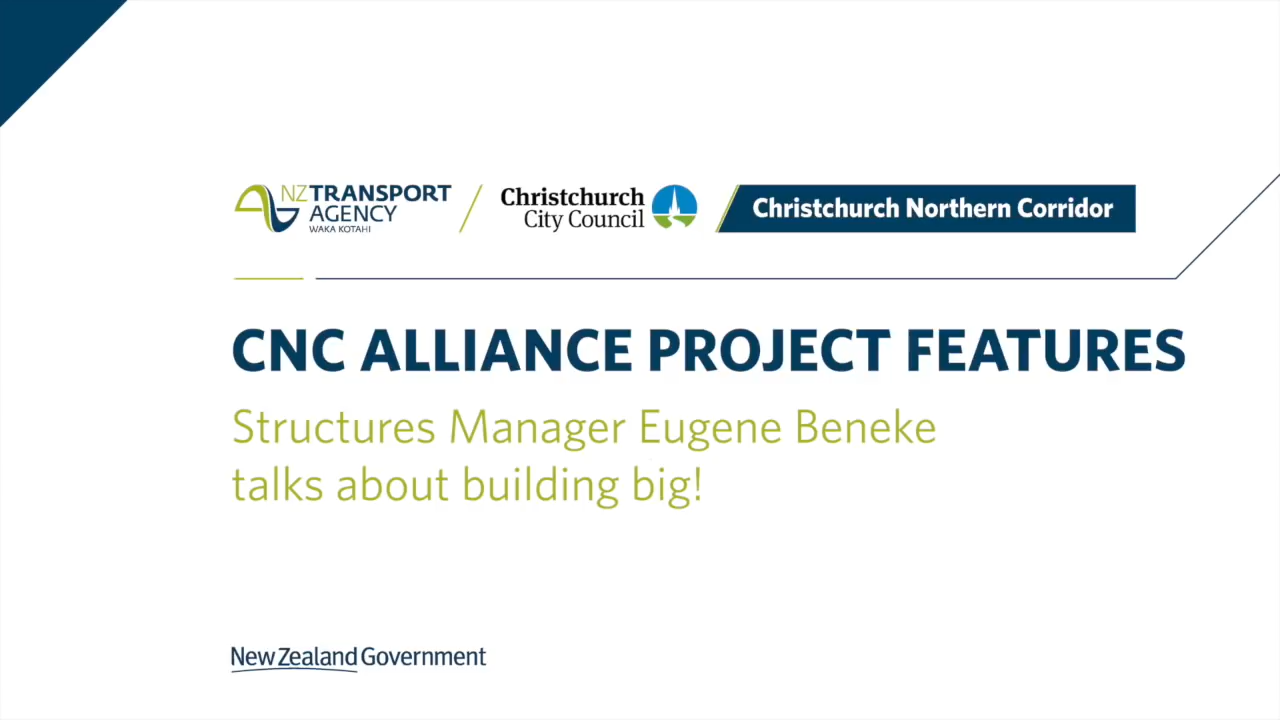 NZ TRANSPORT
AGENCY
WAKA KOTAHI
Christchurch
City Council
Christchurch Northern Corridor
CNC ALLIANCE PROJECT FEATURES
Structures Manager Eugene Beneke
talks about building big!
New Zealand Government